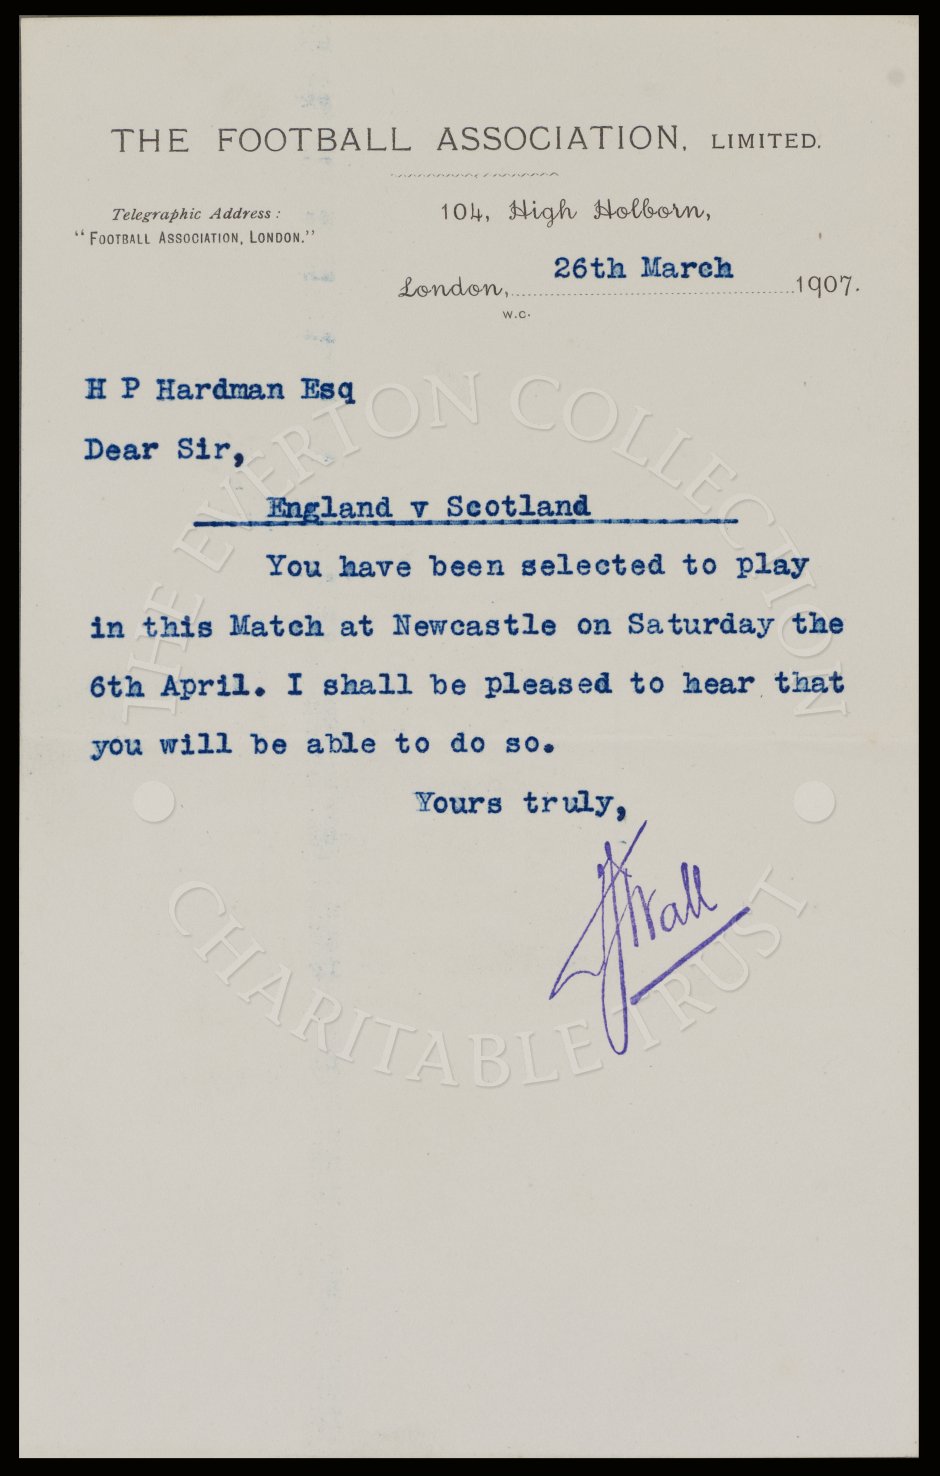 THE FOOTBALL ASSOCIATION, LIMITED.
Telegraphic Address:
"FOOTBALL ASSOCIATION, LONDON."
104, High Holborn,
London, 26th March 1907.
W.C.
H P Hardman Esq
Dear Sir,
England v Scotland
You have been selected to play
in this Match at Newcastle on Saturday the
6th April. I shall be pleased to hear that
you will be able to do so.
Yours truly,
FJWall
THE EVERTON COLLECTION
CHARITABLE TRUST